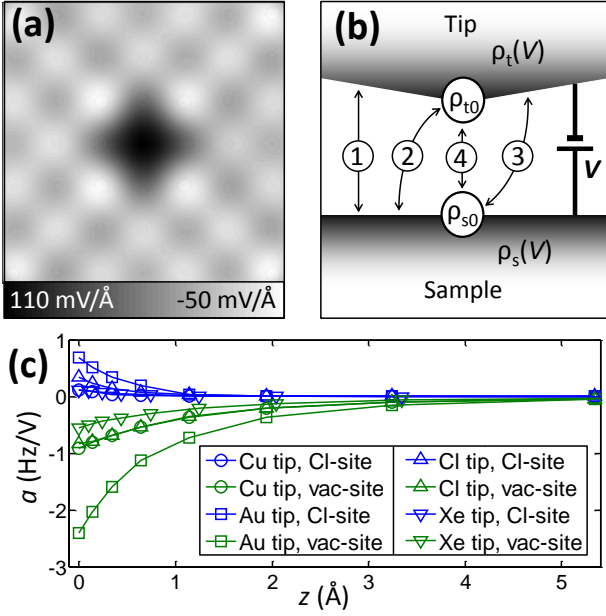 (a)
110 mV/Å -50 mV/Å
(b)
Tip
ρt(V)
ρt0
1 2 4 3
V
ρs0
ρs(V)
Sample
(c)
1
0
-1
-2
-3
a (Hz/V)
Cu tip, Cl-site
Cu tip, vac-site
Au tip, Cl-site
Au tip, vac-site
Cl tip, Cl-site
Cl tip, vac-site
Xe tip, Cl-site
Xe tip, vac-site
0 1 2 3 4 5
z (Å)